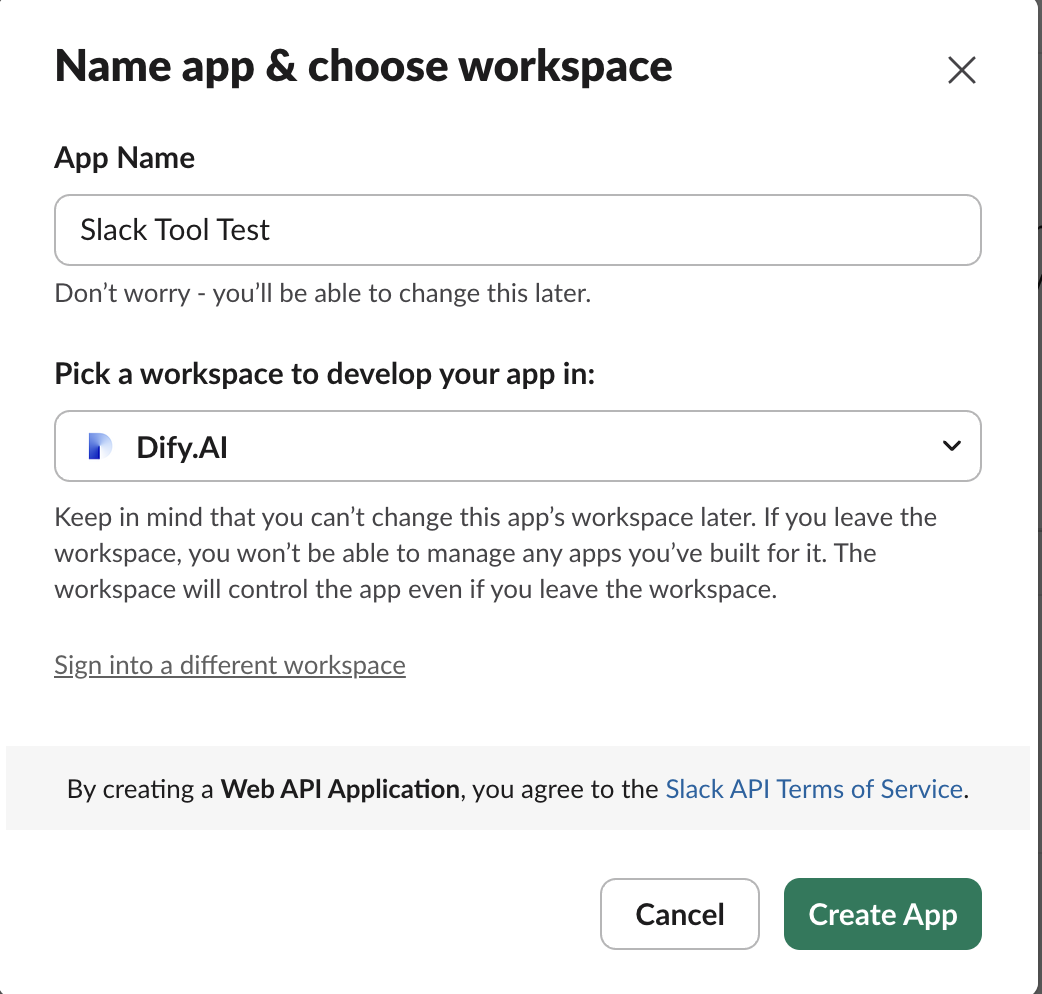 Name app & choose workspace
App Name
Slack Tool Test
Don’t worry - you’ll be able to change this later.
Pick a workspace to develop your app in:
Dify.AI
Keep in mind that you can’t change this app’s workspace later. If you leave the
workspace, you won’t be able to manage any apps you’ve built for it. The
workspace will control the app even if you leave the workspace.
Sign into a different workspace
By creating a Web API Application, you agree to the Slack API Terms of Service.
Cancel
Create App